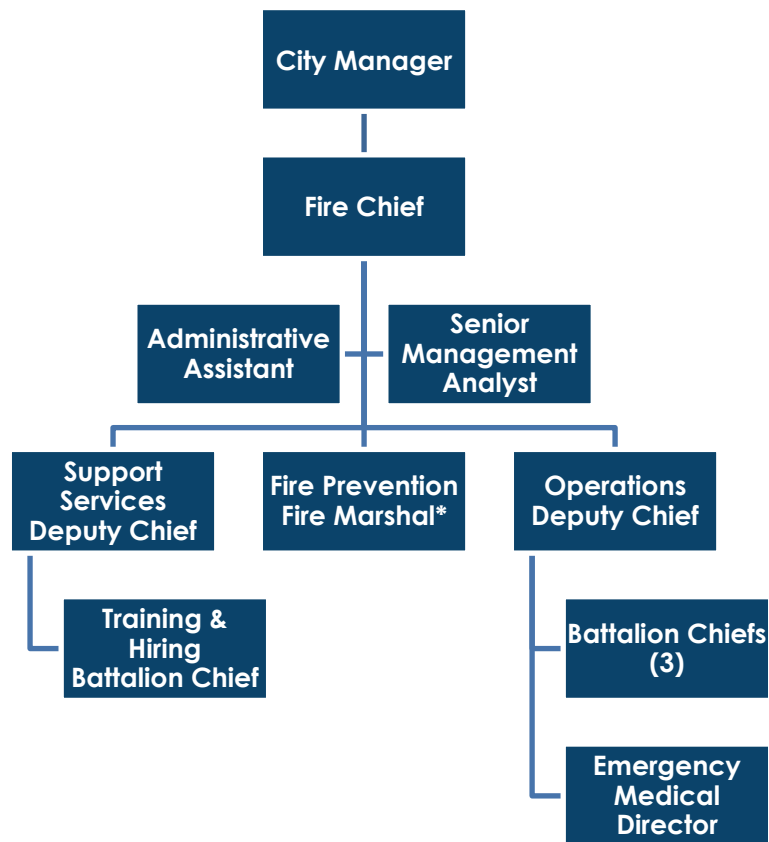 City Manager
Fire Chief
Administrative
Assistant
Senior
Management
Analyst
Support
Services
Deputy Chief
Fire Prevention
Fire Marshal*
Operations
Deputy Chief
Training &
Hiring
Battalion Chief
Battalion Chiefs
(3)
Emergency
Medical
Director